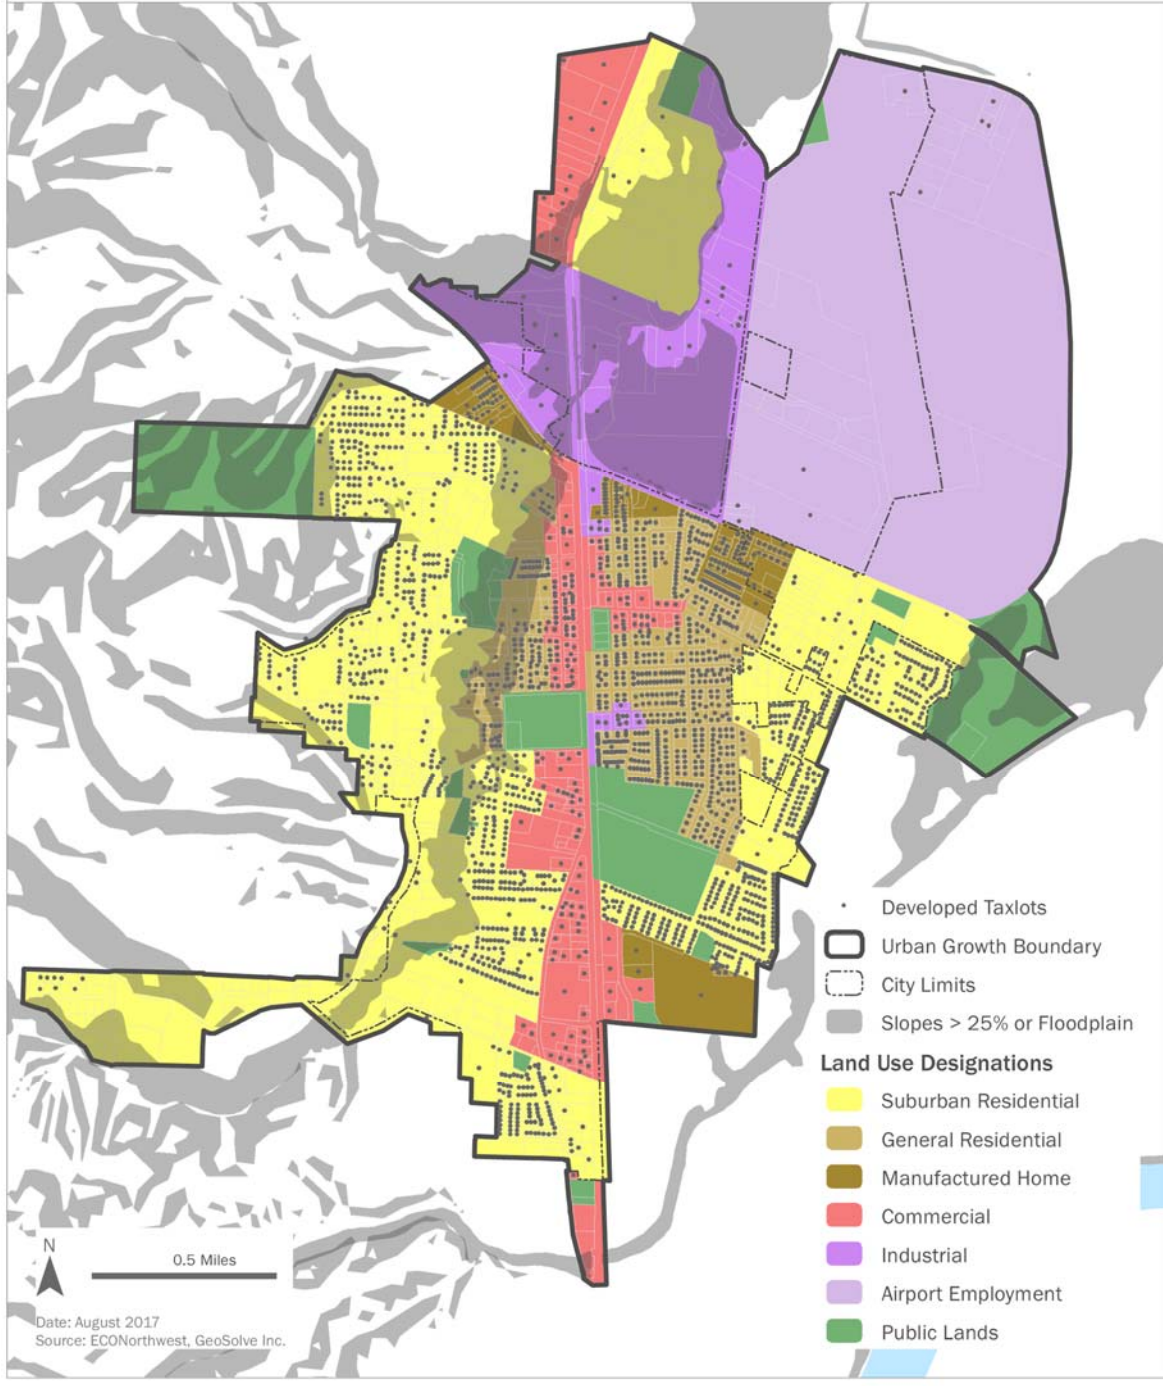 Developed Taxlots
Urban Growth Boundary
City Limits
Slopes > 25% or Floodplain
Land Use Designations
Suburban Residential
General Residential
Manufactured Home
Commercial
Industrial
Airport Employment
Public Lands
N
0.5 Miles
Date: August 2017
Source: ECONorthwest, GeoSolve Inc.